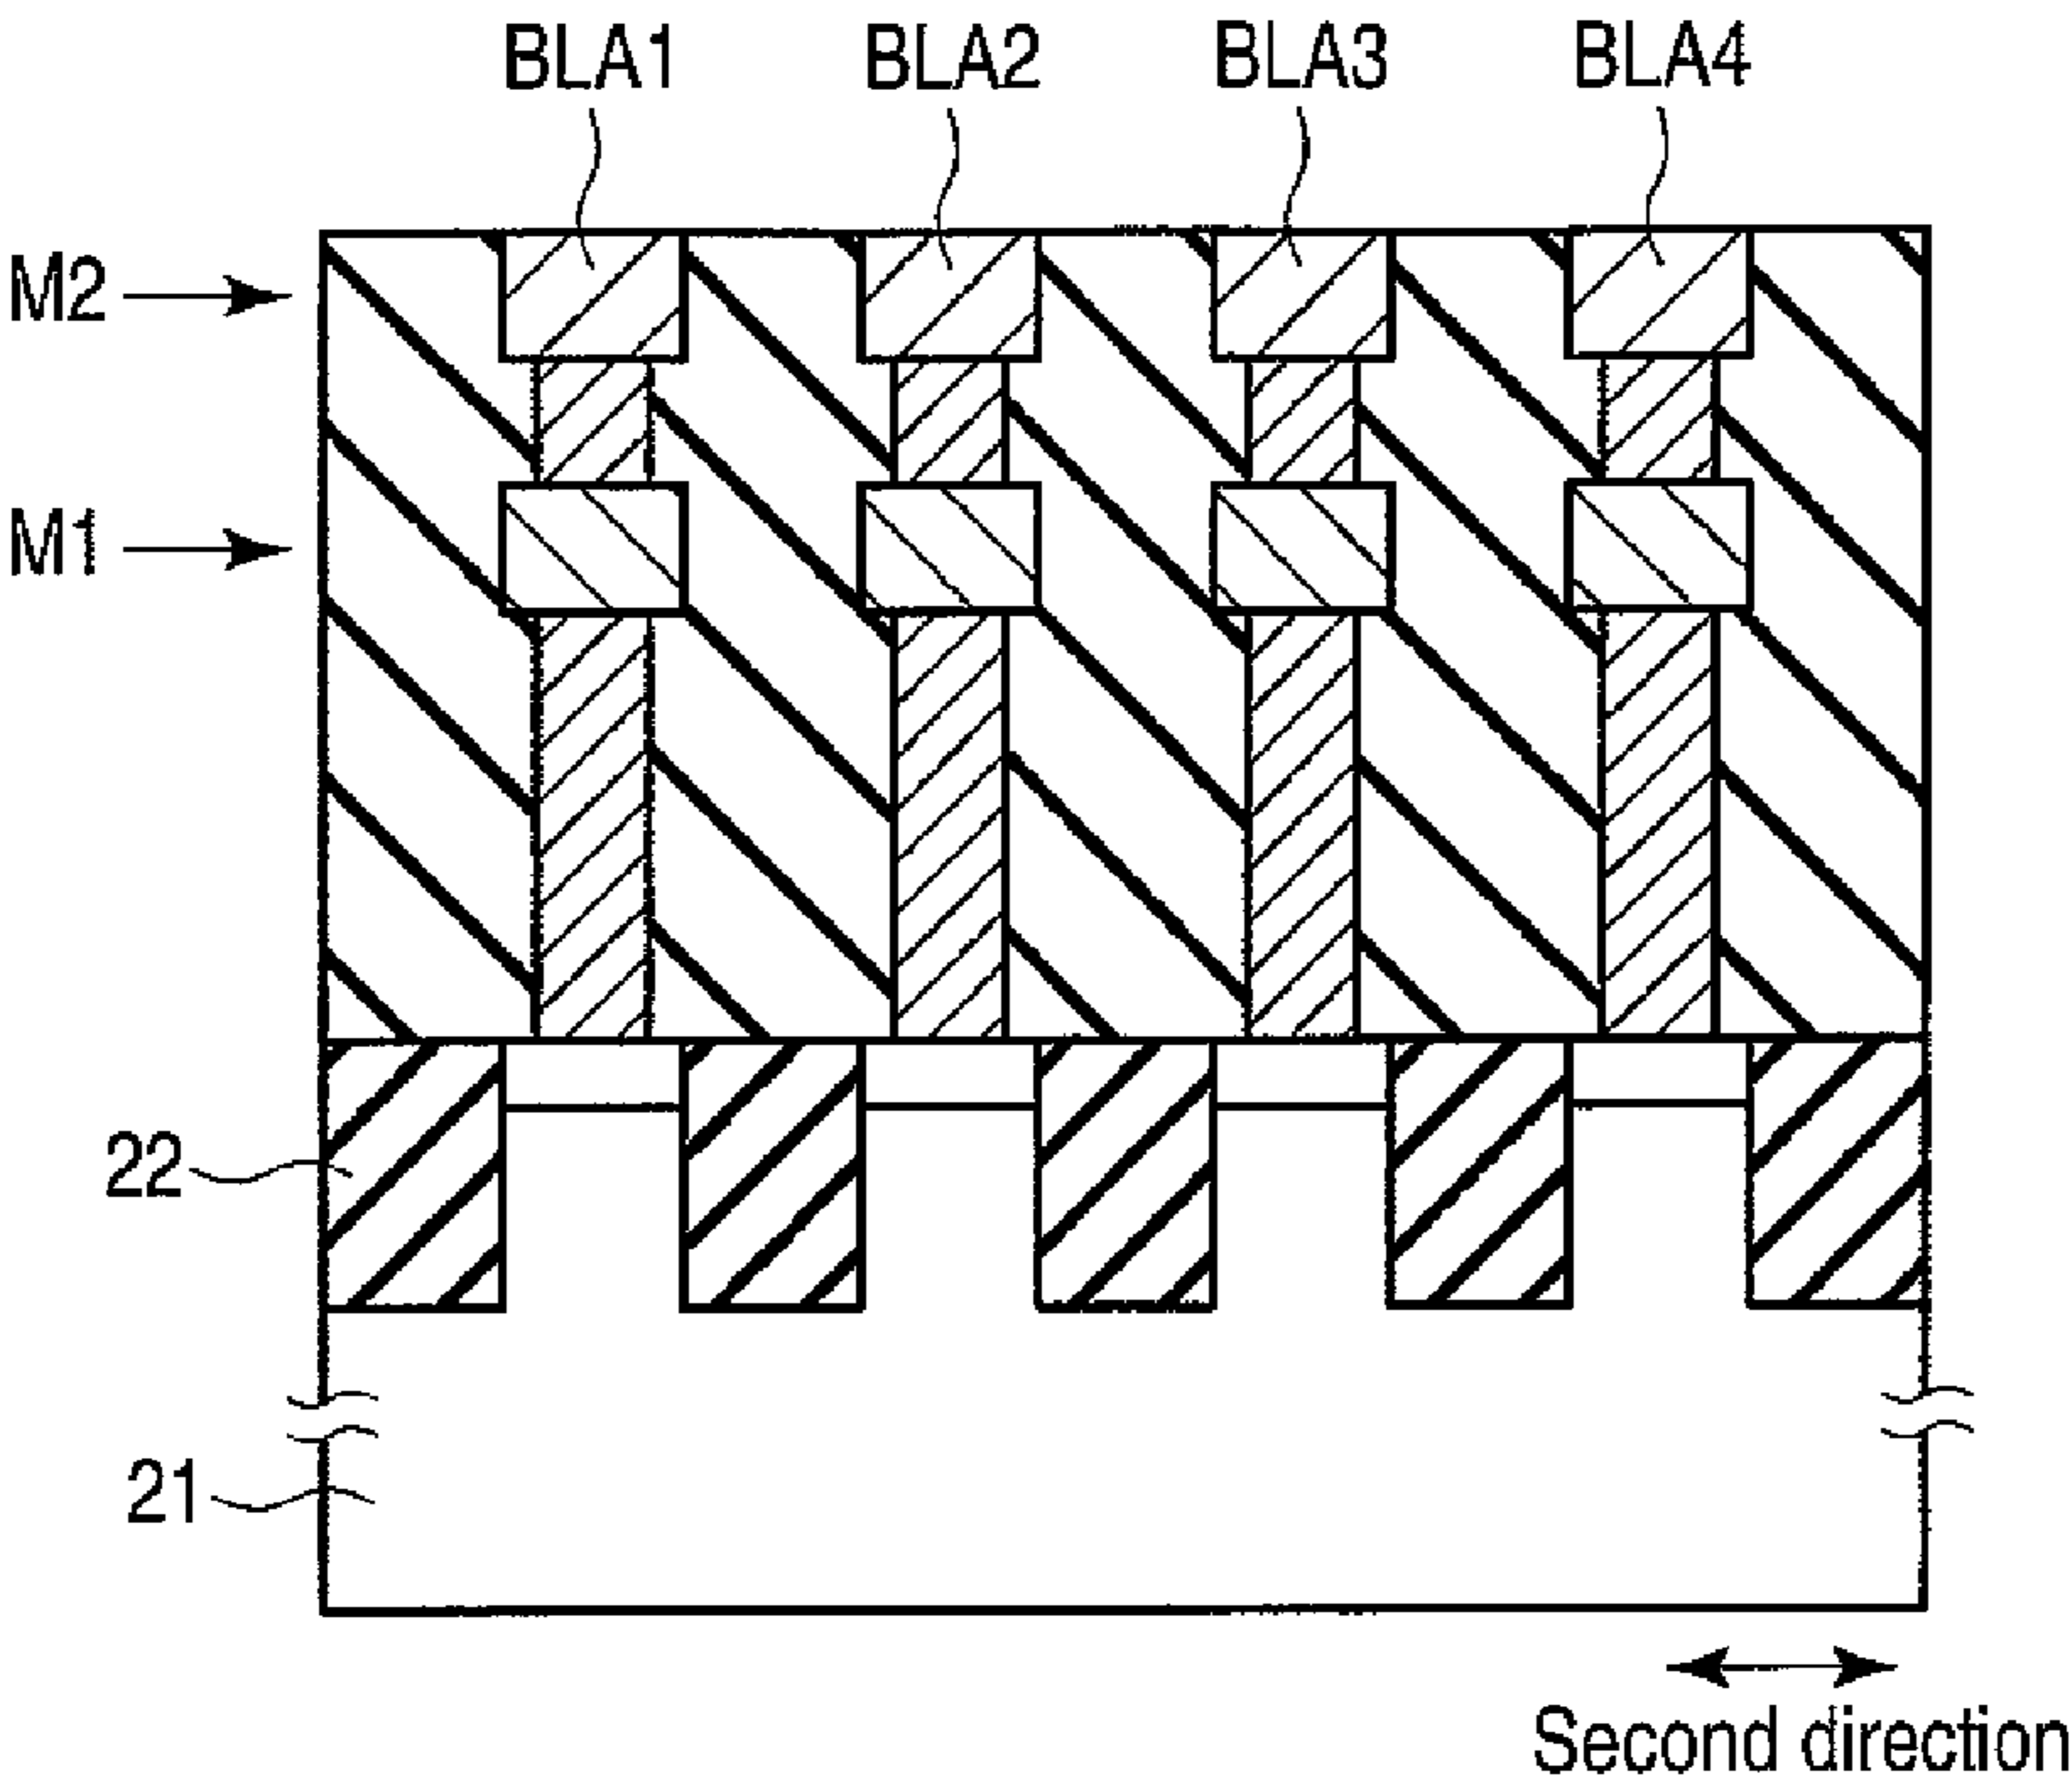 BLA1 BLA2 BLA3 BLA4
M2
M1
22
21
Second direction